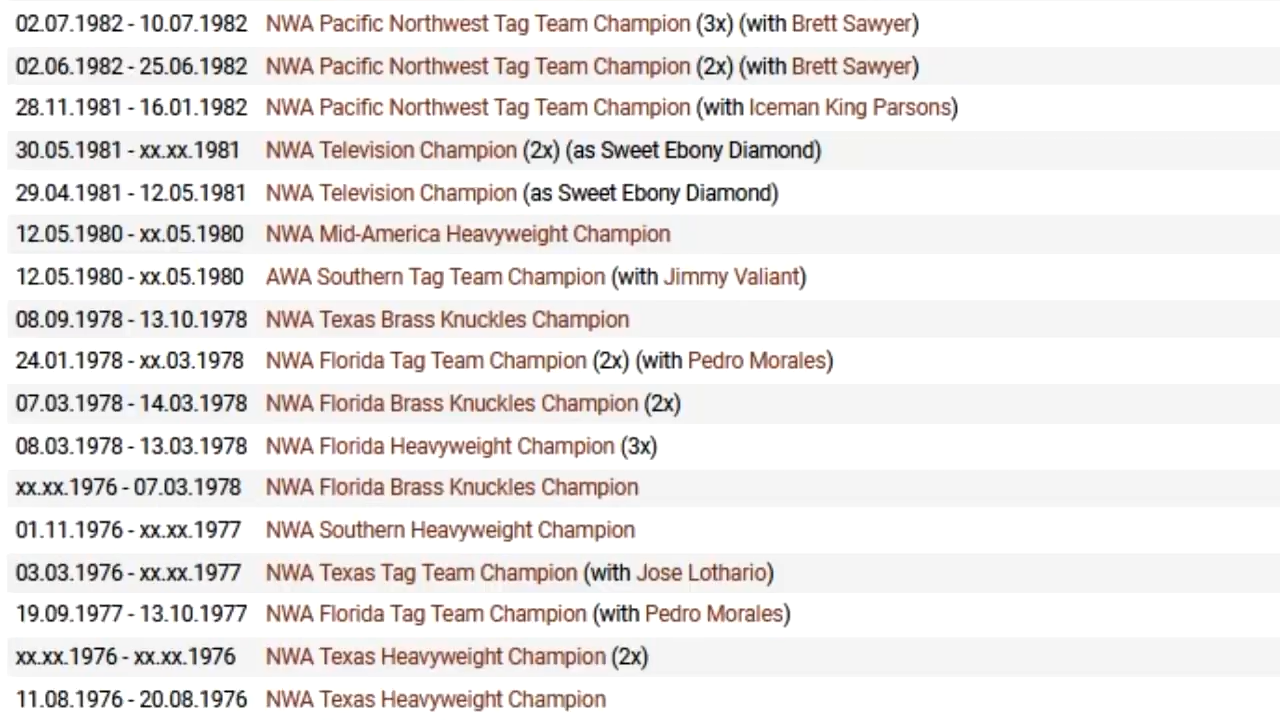 02.07.1982 - 10.07.1982 NWA Pacific Northwest Tag Team Champion (3x) (with Brett Sawyer)
02.06.1982 - 25.06.1982 NWA Pacific Northwest Tag Team Champion (2x) (with Brett Sawyer)
28.11.1981 - 16.01.1982 NWA Pacific Northwest Tag Team Champion (with Iceman King Parsons)
30.05.1981 - xx.xx.1981 NWA Television Champion (2x) (as Sweet Ebony Diamond)
29.04.1981 - 12.05.1981 NWA Television Champion (as Sweet Ebony Diamond)
12.05.1980 - xx.05.1980 NWA Mid-America Heavyweight Champion
12.05.1980 - xx.05.1980 AWA Southern Tag Team Champion (with Jimmy Valiant)
08.09.1978 - 13.10.1978 NWA Texas Brass Knuckles Champion
24.01.1978 - xx.03.1978 NWA Florida Tag Team Champion (2x) (with Pedro Morales)
07.03.1978 - 14.03.1978 NWA Florida Brass Knuckles Champion (2x)
08.03.1978 - 13.03.1978 NWA Florida Heavyweight Champion (3x)
xx.xx.1976 - 07.03.1978 NWA Florida Brass Knuckles Champion
01.11.1976 - xx.xx.1977 NWA Southern Heavyweight Champion
03.03.1976 - xx.xx.1977 NWA Texas Tag Team Champion (with Jose Lothario)
19.09.1977 - 13.10.1977 NWA Florida Tag Team Champion (with Pedro Morales)
xx.xx.1976 - xx.xx.1976 NWA Texas Heavyweight Champion (2x)
11.08.1976 - 20.08.1976 NWA Texas Heavyweight Champion